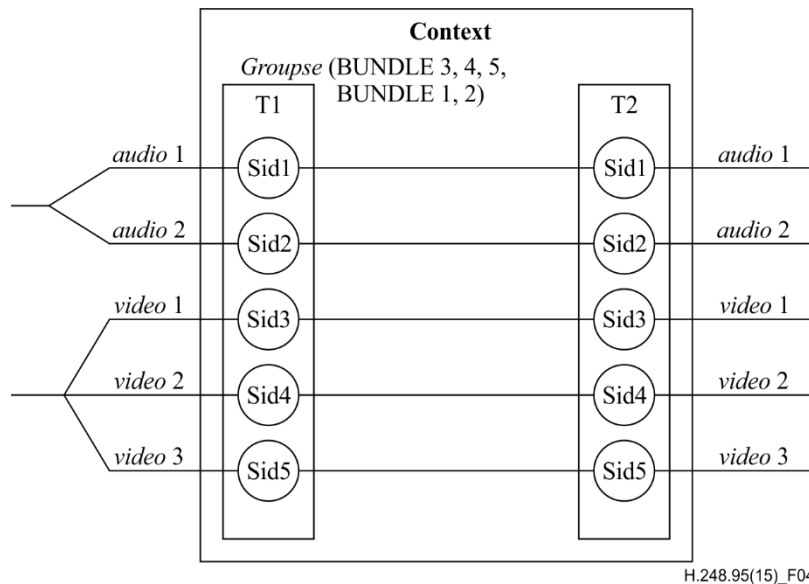 Context
Groupse (BUNDLE 3, 4, 5,
BUNDLE 1, 2)
T1
T2
audio 1
Sid1
Sid1
audio 1
audio 2
Sid2
Sid2
audio 2
video 1
Sid3
Sid3
video 1
video 2
Sid4
Sid4
video 2
video 3
Sid5
Sid5
video 3
H.248.95(15)_F04